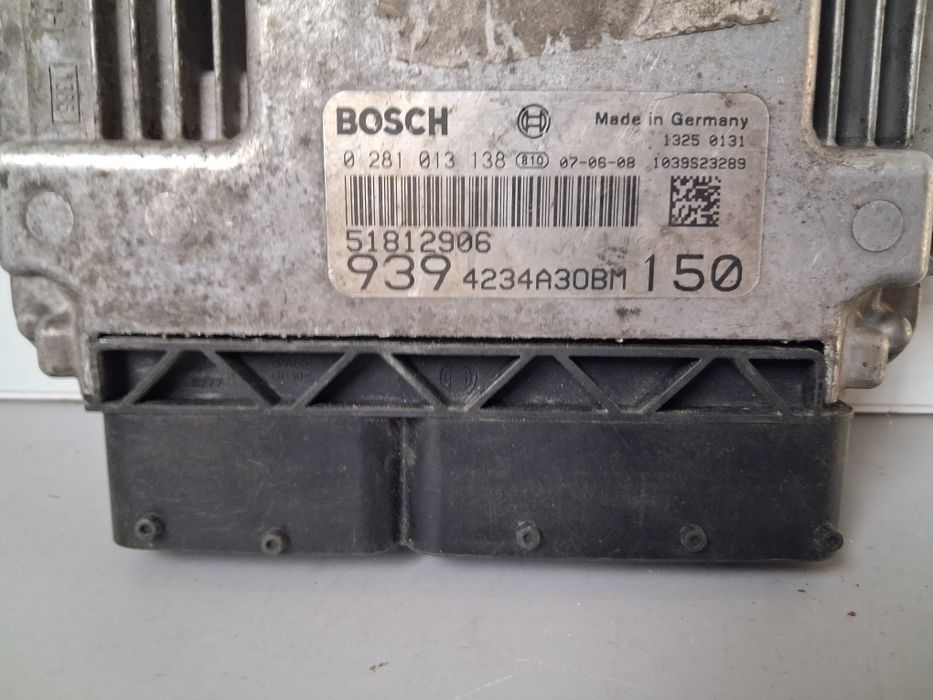 BOSCH Made in Germany
1325 0131
0 281 013 138 810 07-06-08 1039S23289
51812906
939 4234A30BM 150
8277